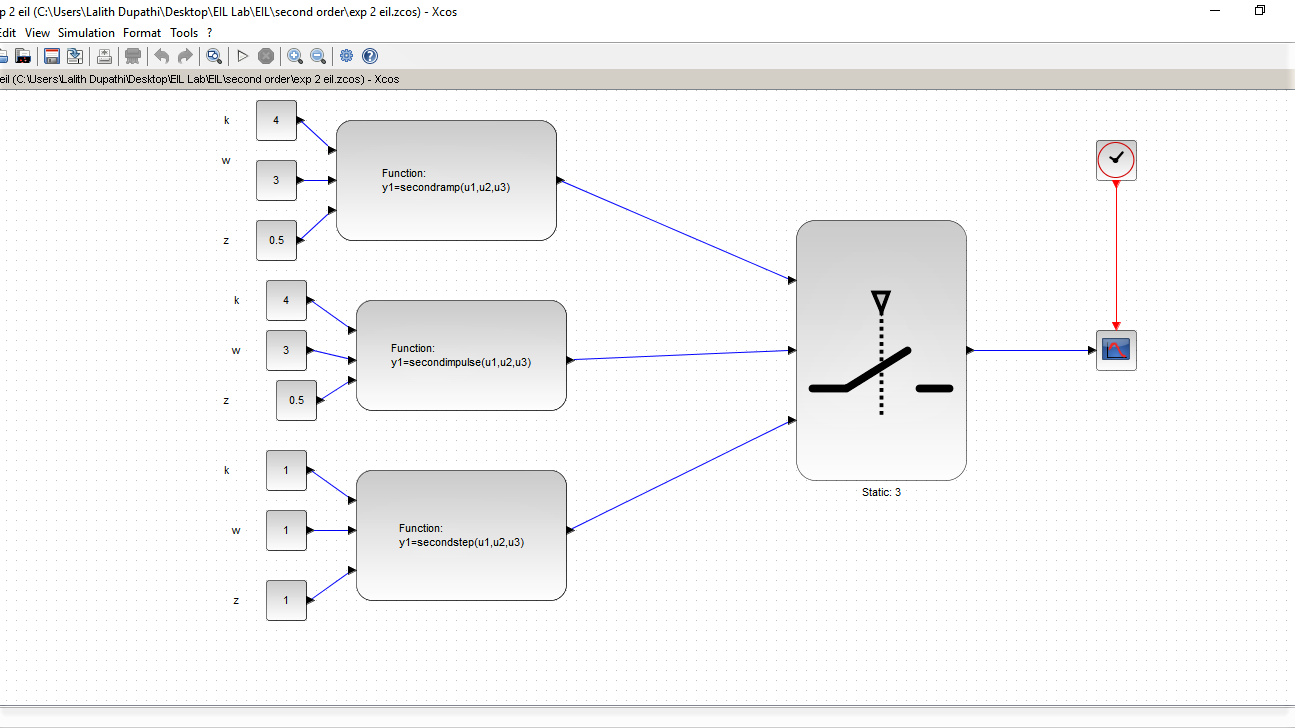 p 2 eil (C:\Users\Lalith Dupathi\Desktop\EIL Lab\EIL\second order\exp 2 eil.zcos) - Xcos
Edit View Simulation Format Tools ?
eil (C:\Users\Lalith Dupathi\Desktop\EIL Lab\EIL\second order\exp 2 eil.zcos) - Xcos
k 4
w 3
z 0.5
Function:
y1=secondramp(u1,u2,u3)
k 4
w 3
z 0.5
Function:
y1=secondimpulse(u1,u2,u3)
k 1
w 1
z 1
Function:
y1=secondstep(u1,u2,u3)
Static: 3